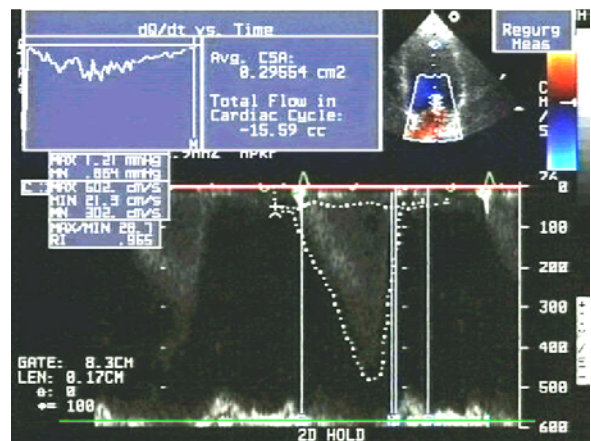 dQ/dt vs. Time
Regurg
Meas
Avg. CSA:
0.29554 cm2
Total Flow in
Cardiac Cycle:
-15.59 cc
M
MAX 1.21 mmHg
MN .864 mmHg
MAX 602 cm/s
MIN 21.3 cm/s
MN 302 cm/s
MAX/MIN 28.7
RI .965
0
100
200
300
400
500
600
GATE: 8.3CM
LEN: 0.17CM
2D HOLD